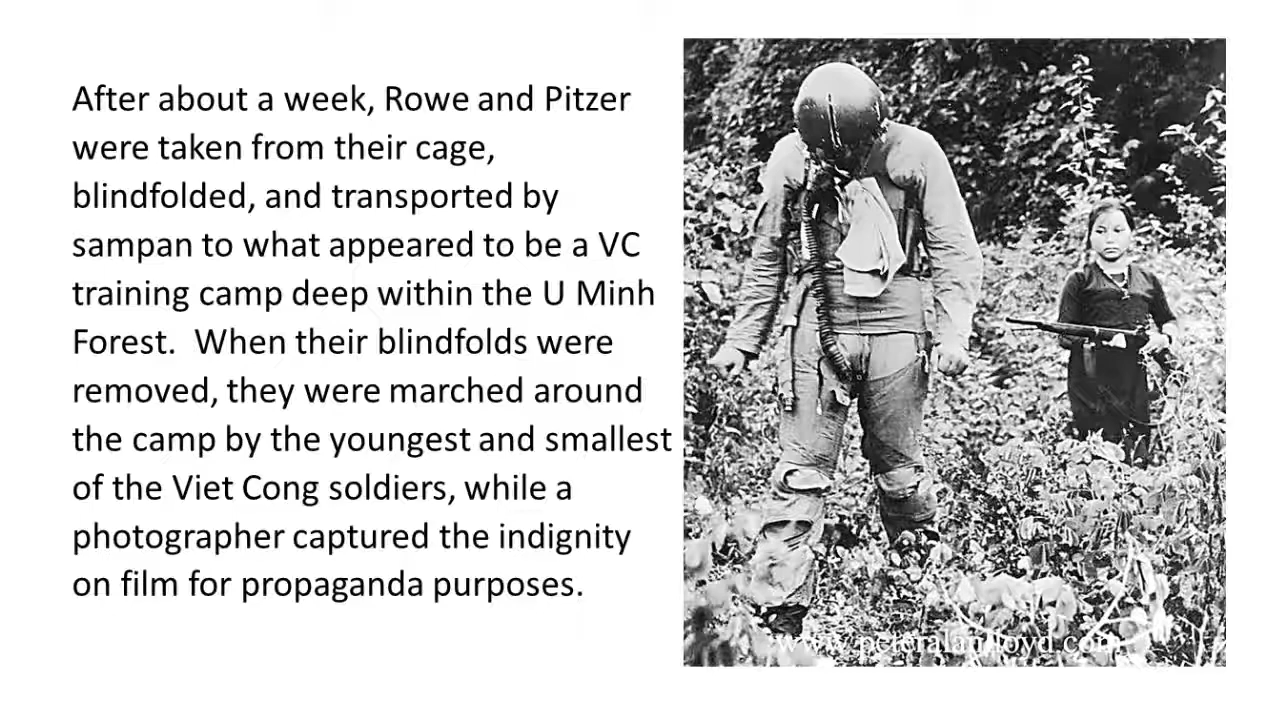 After about a week, Rowe and Pitzer
were taken from their cage,
blindfolded, and transported by
sampan to what appeared to be a VC
training camp deep within the U Minh
Forest.  When their blindfolds were
removed, they were marched around
the camp by the youngest and smallest
of the Viet Cong soldiers, while a
photographer captured the indignity
on film for propaganda purposes.
www.peteralanlloyd.com